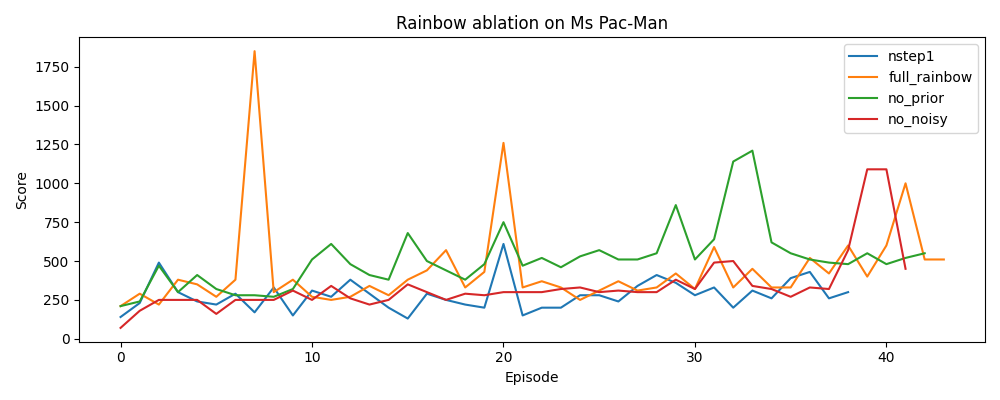 Rainbow ablation on Ms Pac-Man
nstep1
full_rainbow
no_prior
no_noisy
1750
1500
1250
1000
750
500
250
0
Score
0 10 20 30 40
Episode